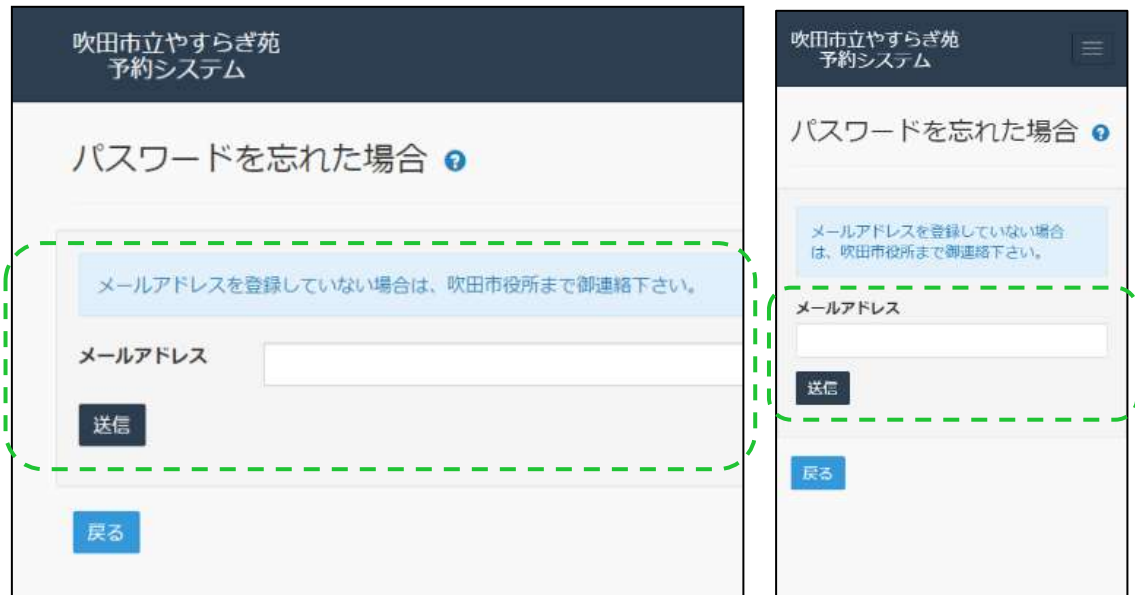 吹田市立やすらぎ苑
予約システム
パスワードを忘れた場合
メールアドレスを登録していない場合は、吹田市役所まで御連絡下さい。
メールアドレス
送信
戻る
吹田市立やすらぎ苑
予約システム
パスワードを忘れた場合
メールアドレスを登録していない場合
は、吹田市役所まで御連絡下さい。
メールアドレス
送信
戻る